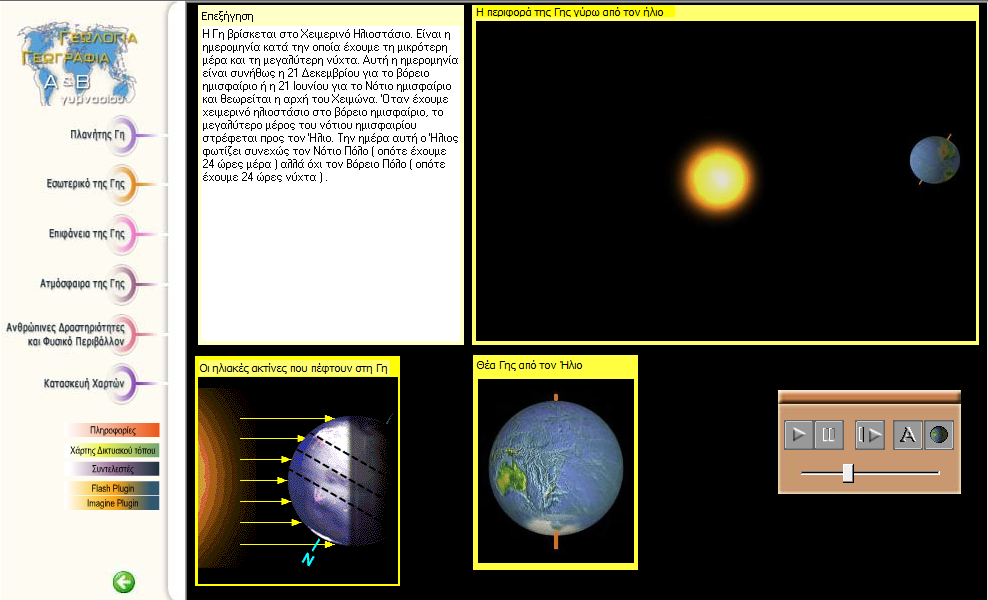 ΓΕΩΛΟΓΙΑ
ΓΕΩΓΡΑΦΙΑ
Α & Β
γυμνασίου
Πλανήτης Γη
Εσωτερικό της Γης
Επιφάνεια της Γης
Ατμόσφαιρα της Γης
Ανθρώπινες Δραστηριότητες
και Φυσικό Περιβάλλον
Κατασκευή Χαρτών
Πληροφορίες
Χάρτης Δικτυακού τόπου
Συντελεστές
Flash Plugin
Imagine Plugin
Επεξήγηση
Η Γη βρίσκεται στο Χειμερινό Ηλιοστάσιο. Είναι η
ημερομηνία κατά την οποία έχουμε τη μικρότερη
μέρα και τη μεγαλύτερη νύχτα. Αυτή η ημερομηνία
είναι συνήθως η 21 Δεκεμβρίου για το βόρειο
ημισφαίριο ή η 21 Ιουνίου για το Νότιο ημισφαίριο
και θεωρείται η αρχή του Χειμώνα. Όταν έχουμε
χειμερινό ηλιοστάσιο στο βόρειο ημισφαίριο, το
μεγαλύτερο μέρος του νότιου ημισφαιρίου
στρέφεται προς τον Ήλιο. Την ημέρα αυτή ο Ήλιος
φωτίζει συνεχώς τον Νότιο Πόλο ( οπότε έχουμε
24 ώρες μέρα ) αλλά όχι τον Βόρειο Πόλο ( οπότε
έχουμε 24 ώρες νύχτα ) .
Η περιφορά της Γης γύρω από τον ήλιο
Οι ηλιακές ακτίνες που πέφτουν στη Γη
N
Θέα Γης από τον Ήλιο
A